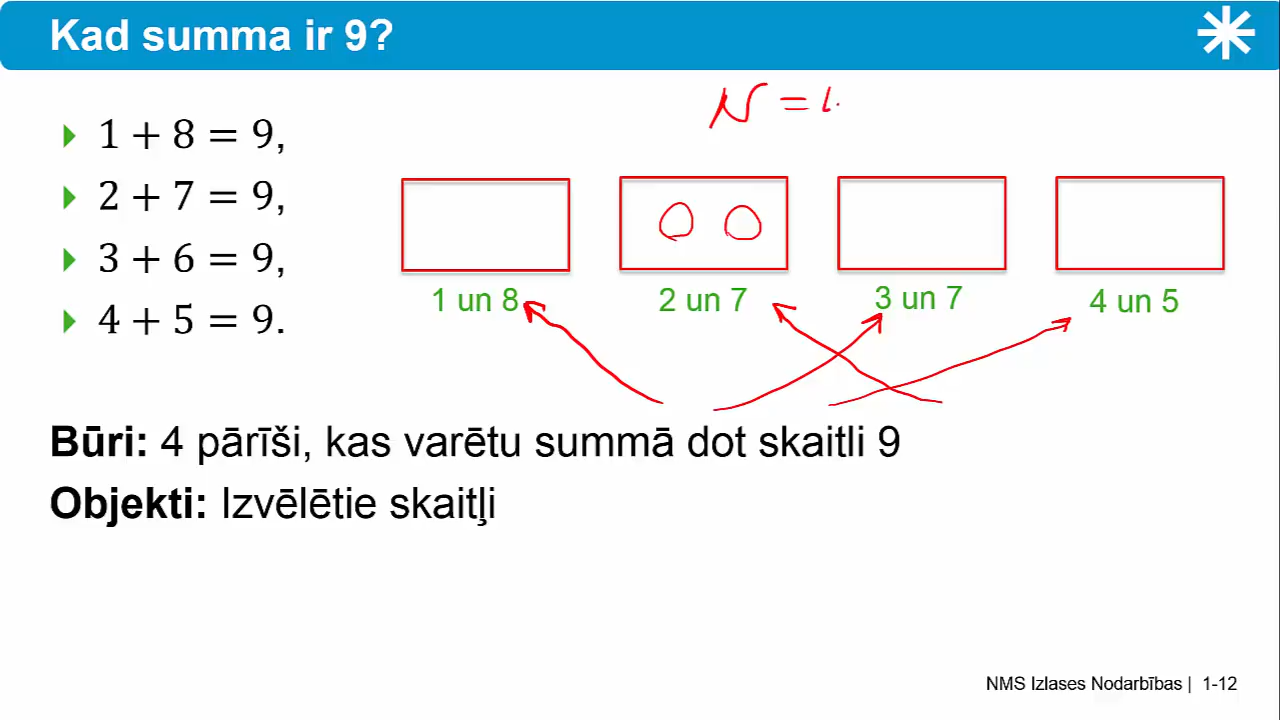 Kad summa ir 9?
N =
1 + 8 = 9,
2 + 7 = 9,
3 + 6 = 9,
4 + 5 = 9.
1 un 8 2 un 7 3 un 7 4 un 5
Būri: 4 pārīši, kas varētu summā dot skaitli 9
Objekti: Izvēlētie skaitļi
NMS Izlases Nodarbības | 1-12